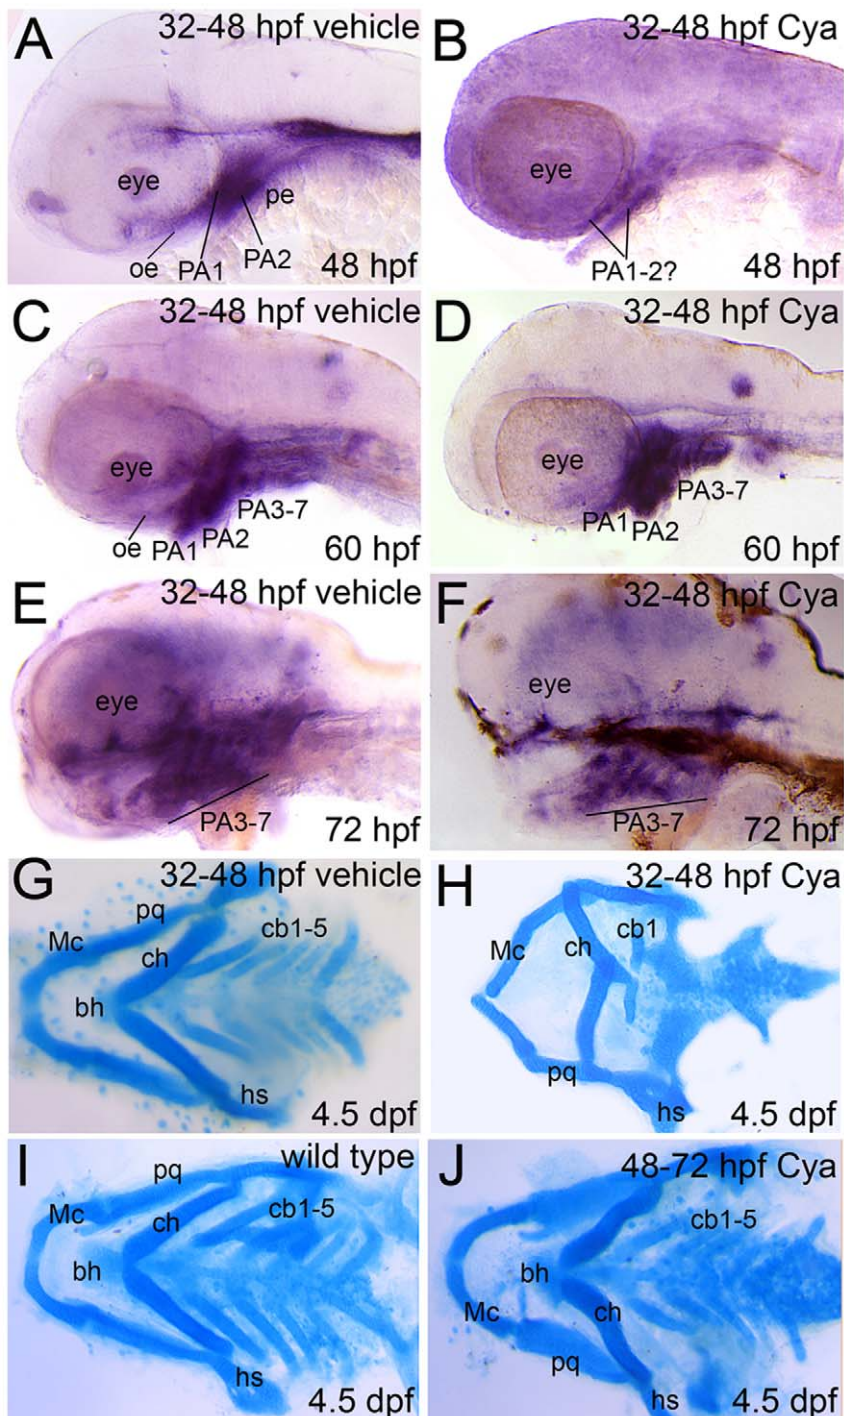 A 32-48 hpf vehicle
eye
pe
oe PA1 PA2 48 hpf
B 32-48 hpf Cya
eye
PA1-2? 48 hpf
C 32-48 hpf vehicle
eye
PA3-7
oe PA1 PA2 60 hpf
D 32-48 hpf Cya
eye
PA3-7
PA1 PA2
60 hpf
E 32-48 hpf vehicle
eye
PA3-7 72 hpf
F 32-48 hpf Cya
eye
PA3-7 72 hpf
G 32-48 hpf vehicle
pq
Mc ch cb1-5
bh
hs 4.5 dpf
H 32-48 hpf Cya
Mc ch cb1
pq
hs 4.5 dpf
I wild type
pq
Mc ch cb1-5
bh
hs 4.5 dpf
J 48-72 hpf Cya
cb1-5
bh
Mc ch
pq
hs 4.5 dpf